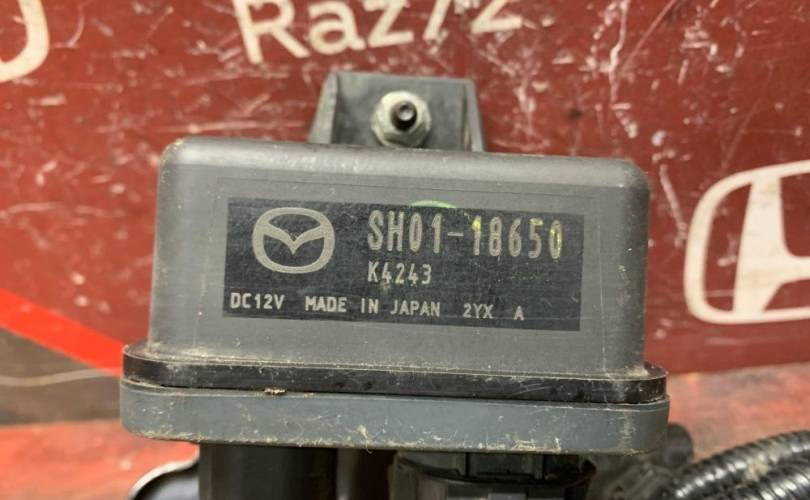 Raz72
SH01-18650
K4243
DC12V MADE IN JAPAN 2YX A